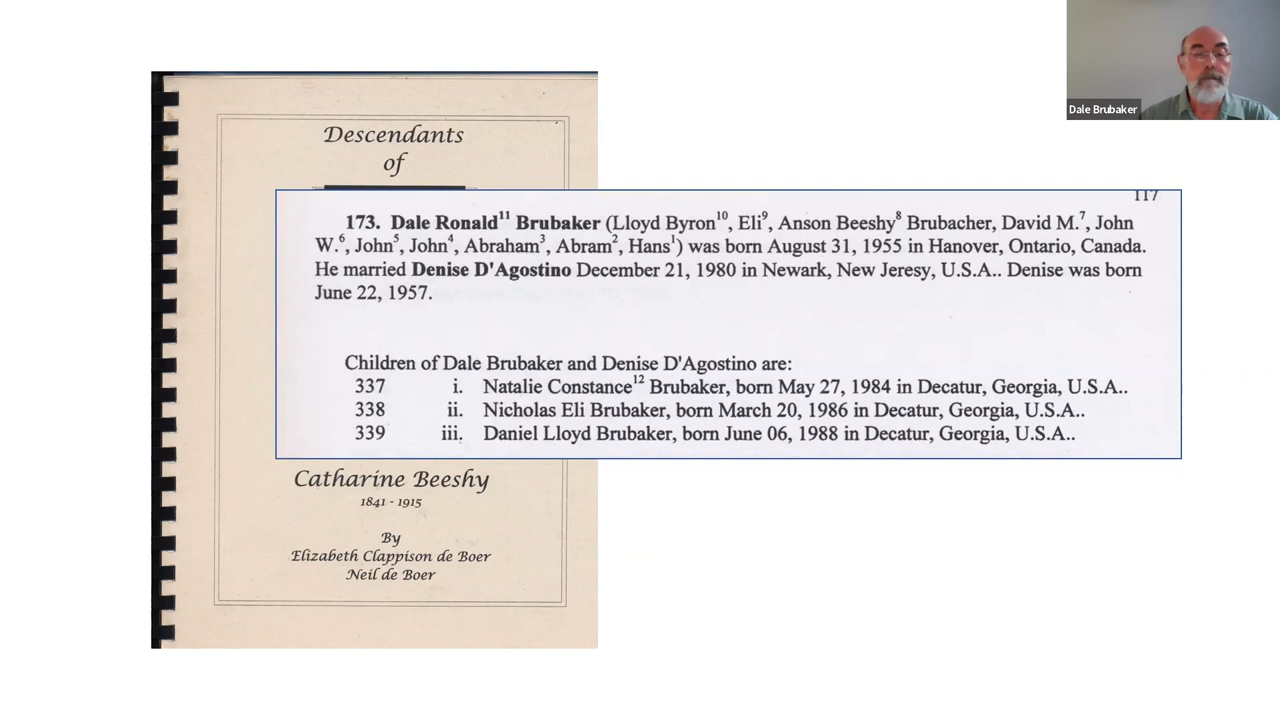 Dale Brubaker
Descendants
of
117
173. Dale Ronald¹¹ Brubaker (Lloyd Byron¹⁰, Eli⁹, Anson Beeshy⁸ Brubacher, David M.⁷, John
W.⁶, John⁵, John⁴, Abraham³, Abram², Hans¹) was born August 31, 1955 in Hanover, Ontario, Canada.
He married Denise D'Agostino December 21, 1980 in Newark, New Jeresy, U.S.A.. Denise was born
June 22, 1957.
Children of Dale Brubaker and Denise D'Agostino are:
337 i. Natalie Constance¹² Brubaker, born May 27, 1984 in Decatur, Georgia, U.S.A..
338 ii. Nicholas Eli Brubaker, born March 20, 1986 in Decatur, Georgia, U.S.A..
339 iii. Daniel Lloyd Brubaker, born June 06, 1988 in Decatur, Georgia, U.S.A..
Catharine Beeshy
1841 - 1915
By
Elizabeth Clappison de Boer
Neil de Boer